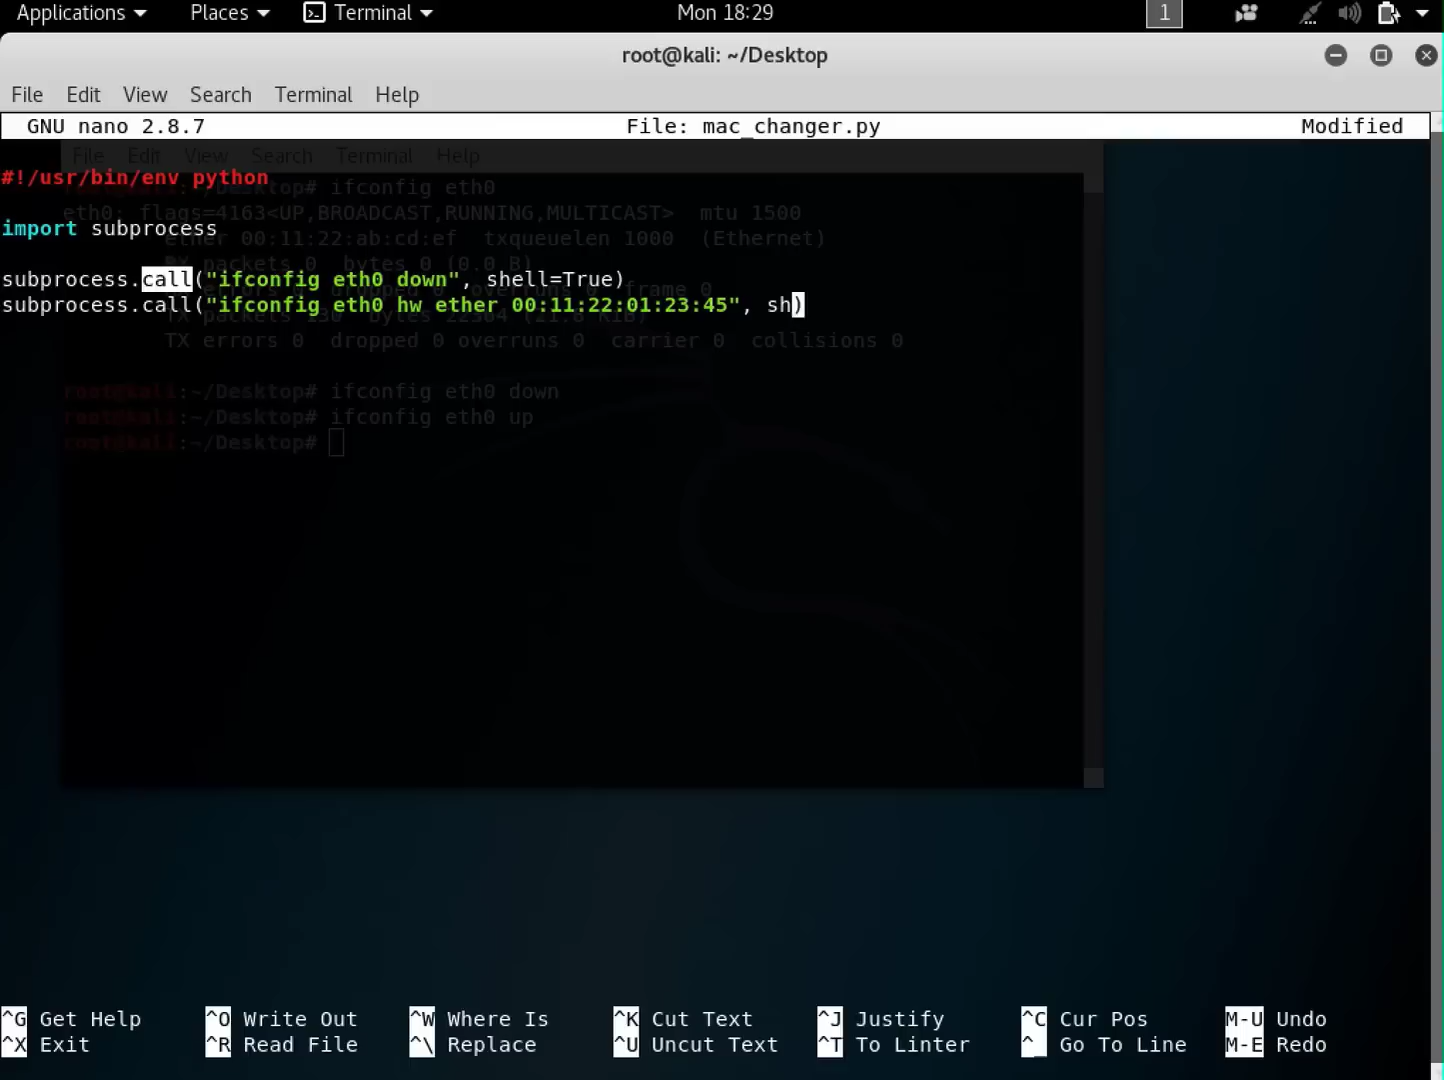 Applications Places Terminal Mon 18:29 1
root@kali: ~/Desktop
File Edit View Search Terminal Help
GNU nano 2.8.7 File: mac_changer.py Modified
File Edit View Search Terminal Help
#!/usr/bin/env python
ifconfig eth0
eth0: flags=4163<UP,BROADCAST,RUNNING,MULTICAST> mtu 1500
import subprocess
ether 00:11:22:ab:cd:ef txqueuelen 1000 (Ethernet)
RX packets 0 bytes 0 (0.0 B)
subprocess.call("ifconfig eth0 down", shell=True)
subprocess.call("ifconfig eth0 hw ether 00:11:22:01:23:45", sh)
TX errors 0 dropped 0 overruns 0 carrier 0 collisions 0
root@kali:~/Desktop# ifconfig eth0 down
root@kali:~/Desktop# ifconfig eth0 up
root@kali:~/Desktop#
^G Get Help ^O Write Out ^W Where Is ^K Cut Text ^J Justify ^C Cur Pos M-U Undo
^X Exit ^R Read File ^\ Replace ^U Uncut Text ^T To Linter ^_ Go To Line M-E Redo